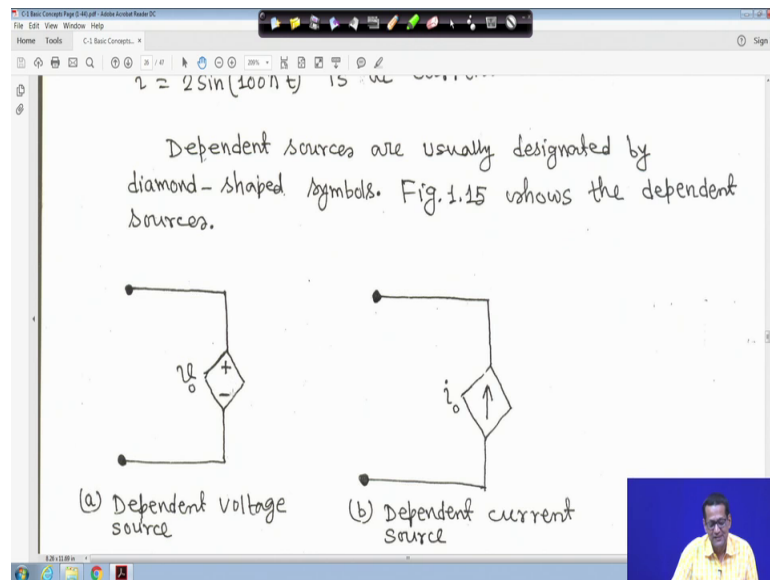 C-1 Basic Concepts Page (1-44).pdf - Adobe Acrobat Reader DC
File Edit View Window Help
Home Tools C-1 Basic Concepts... × Sign
26 / 47 200%
i = 2 sin(100πt) is
Dependent sources are usually designated by
diamond-shaped symbols. Fig. 1.15 shows the dependent
sources.
+
v₀
-
i₀
(a) Dependent voltage
source
(b) Dependent current
source
8.26 x 11.69 in